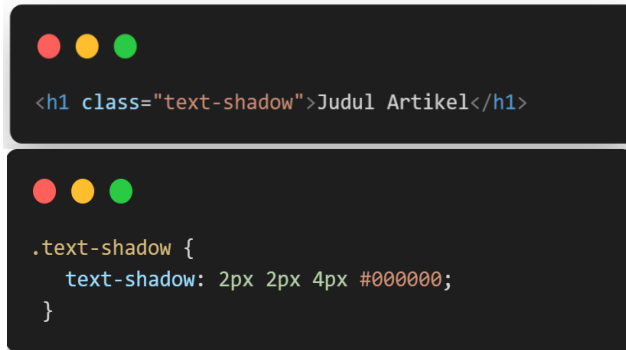 <h1 class="text-shadow">Judul Artikel</h1>
.text-shadow {
text-shadow: 2px 2px 4px #000000;
}